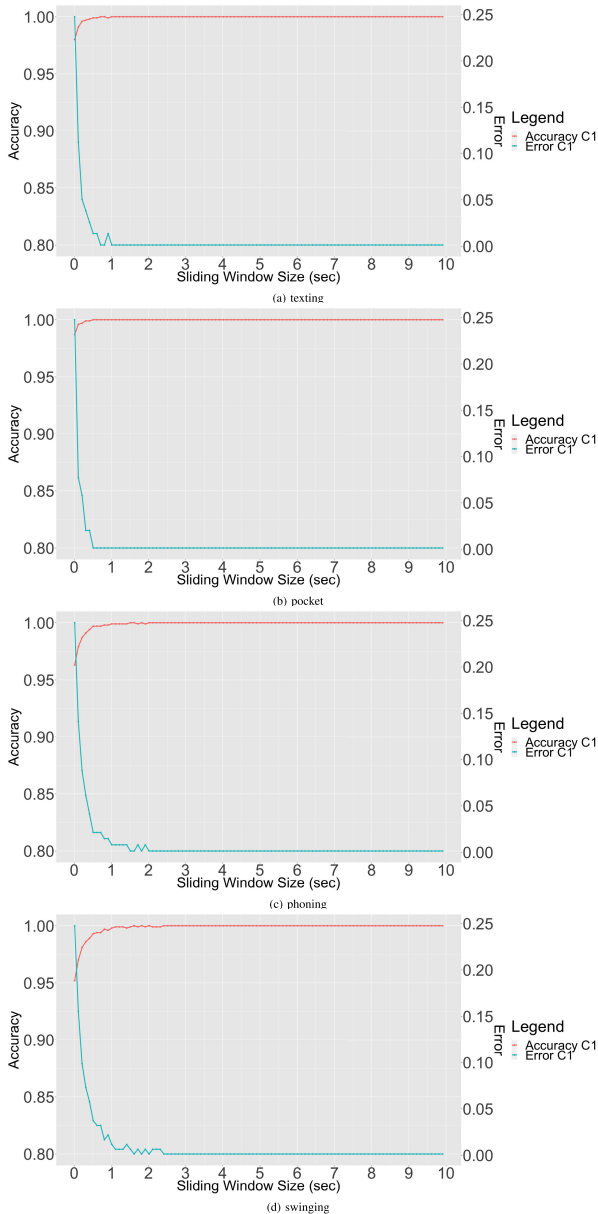 1.00
0.95
0.90
0.85
0.80
Accuracy
0.25
0.20
0.15
0.10
0.05
0.00
Error
Legend
Accuracy C1
Error C1
0 1 2 3 4 5 6 7 8 9 10
Sliding Window Size (sec)
(a) texting
1.00
0.95
0.90
0.85
0.80
Accuracy
0.25
0.20
0.15
0.10
0.05
0.00
Error
Legend
Accuracy C1
Error C1
0 1 2 3 4 5 6 7 8 9 10
Sliding Window Size (sec)
(b) pocket
1.00
0.95
0.90
0.85
0.80
Accuracy
0.25
0.20
0.15
0.10
0.05
0.00
Error
Legend
Accuracy C1
Error C1
0 1 2 3 4 5 6 7 8 9 10
Sliding Window Size (sec)
(c) phoning
1.00
0.95
0.90
0.85
0.80
Accuracy
0.25
0.20
0.15
0.10
0.05
0.00
Error
Legend
Accuracy C1
Error C1
0 1 2 3 4 5 6 7 8 9 10
Sliding Window Size (sec)
(d) swinging